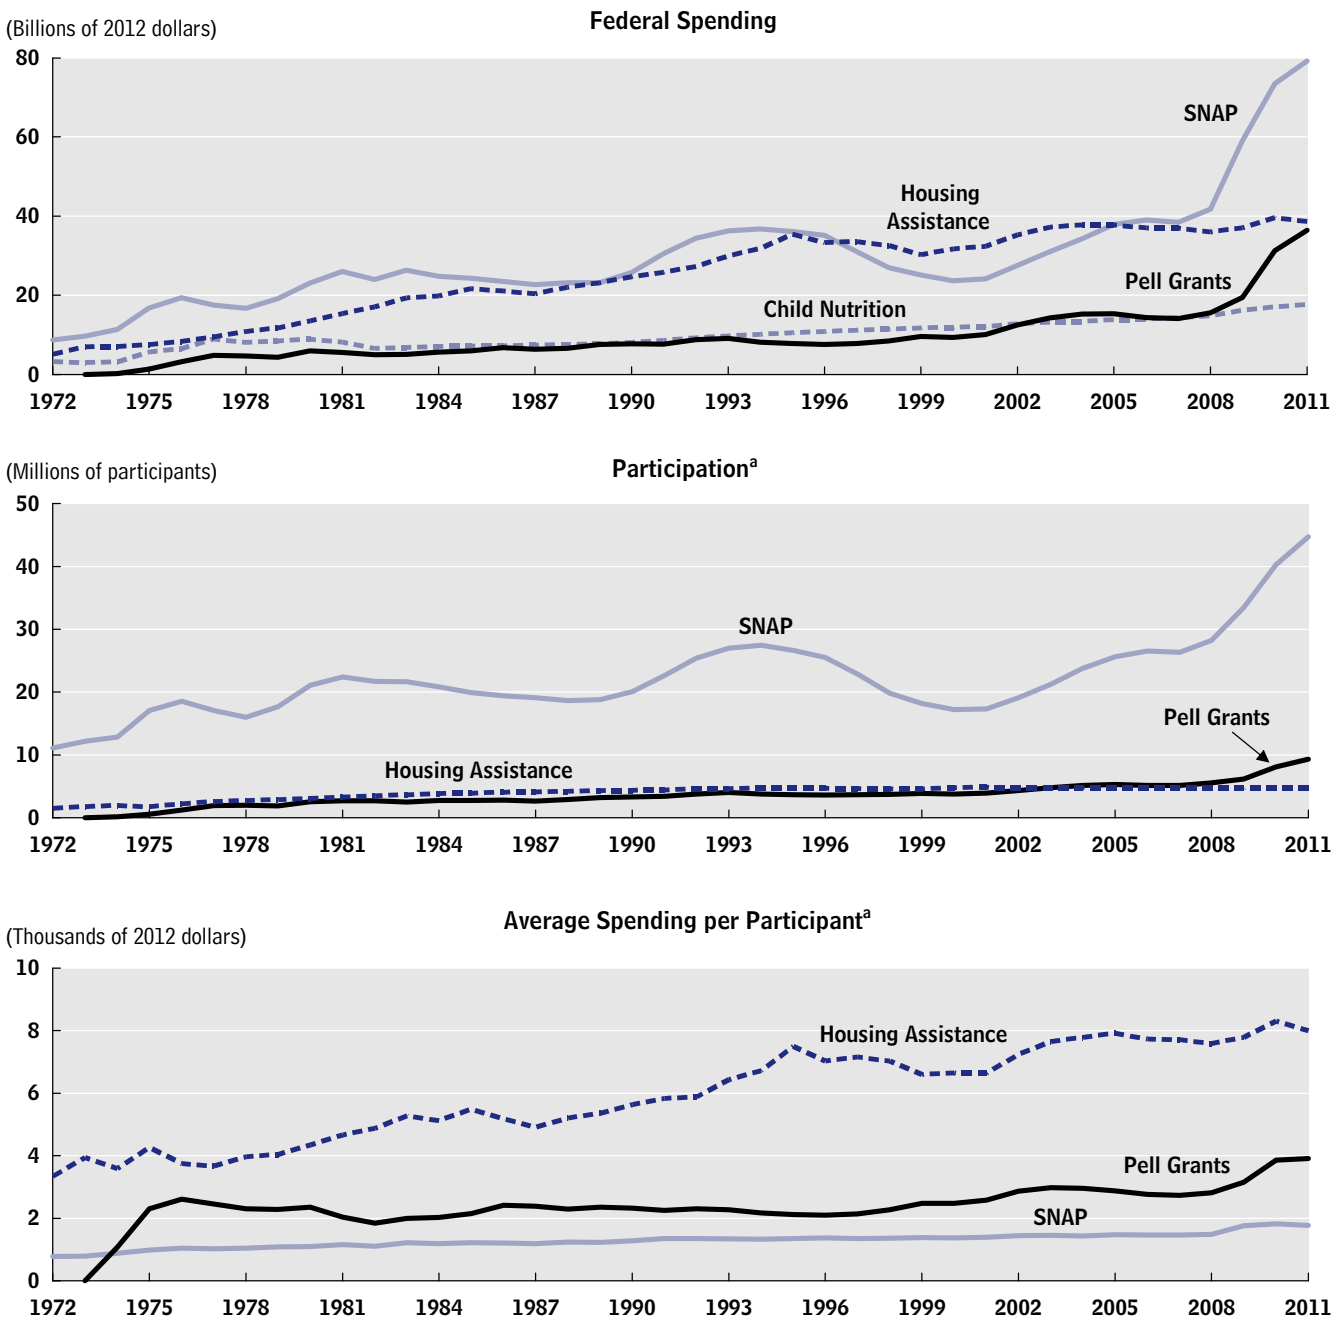 Federal Spending
(Billions of 2012 dollars)
80
SNAP
60
Housing
Assistance
40
Pell Grants
Child Nutrition
20
0
1972 1975 1978 1981 1984 1987 1990 1993 1996 1999 2002 2005 2008 2011
Participationa
(Millions of participants)
50
40
SNAP
30
20
Pell Grants
10
Housing Assistance
0
1972 1975 1978 1981 1984 1987 1990 1993 1996 1999 2002 2005 2008 2011
Average Spending per Participanta
(Thousands of 2012 dollars)
10
8
Housing Assistance
6
4
Pell Grants
2
SNAP
0
1972 1975 1978 1981 1984 1987 1990 1993 1996 1999 2002 2005 2008 2011